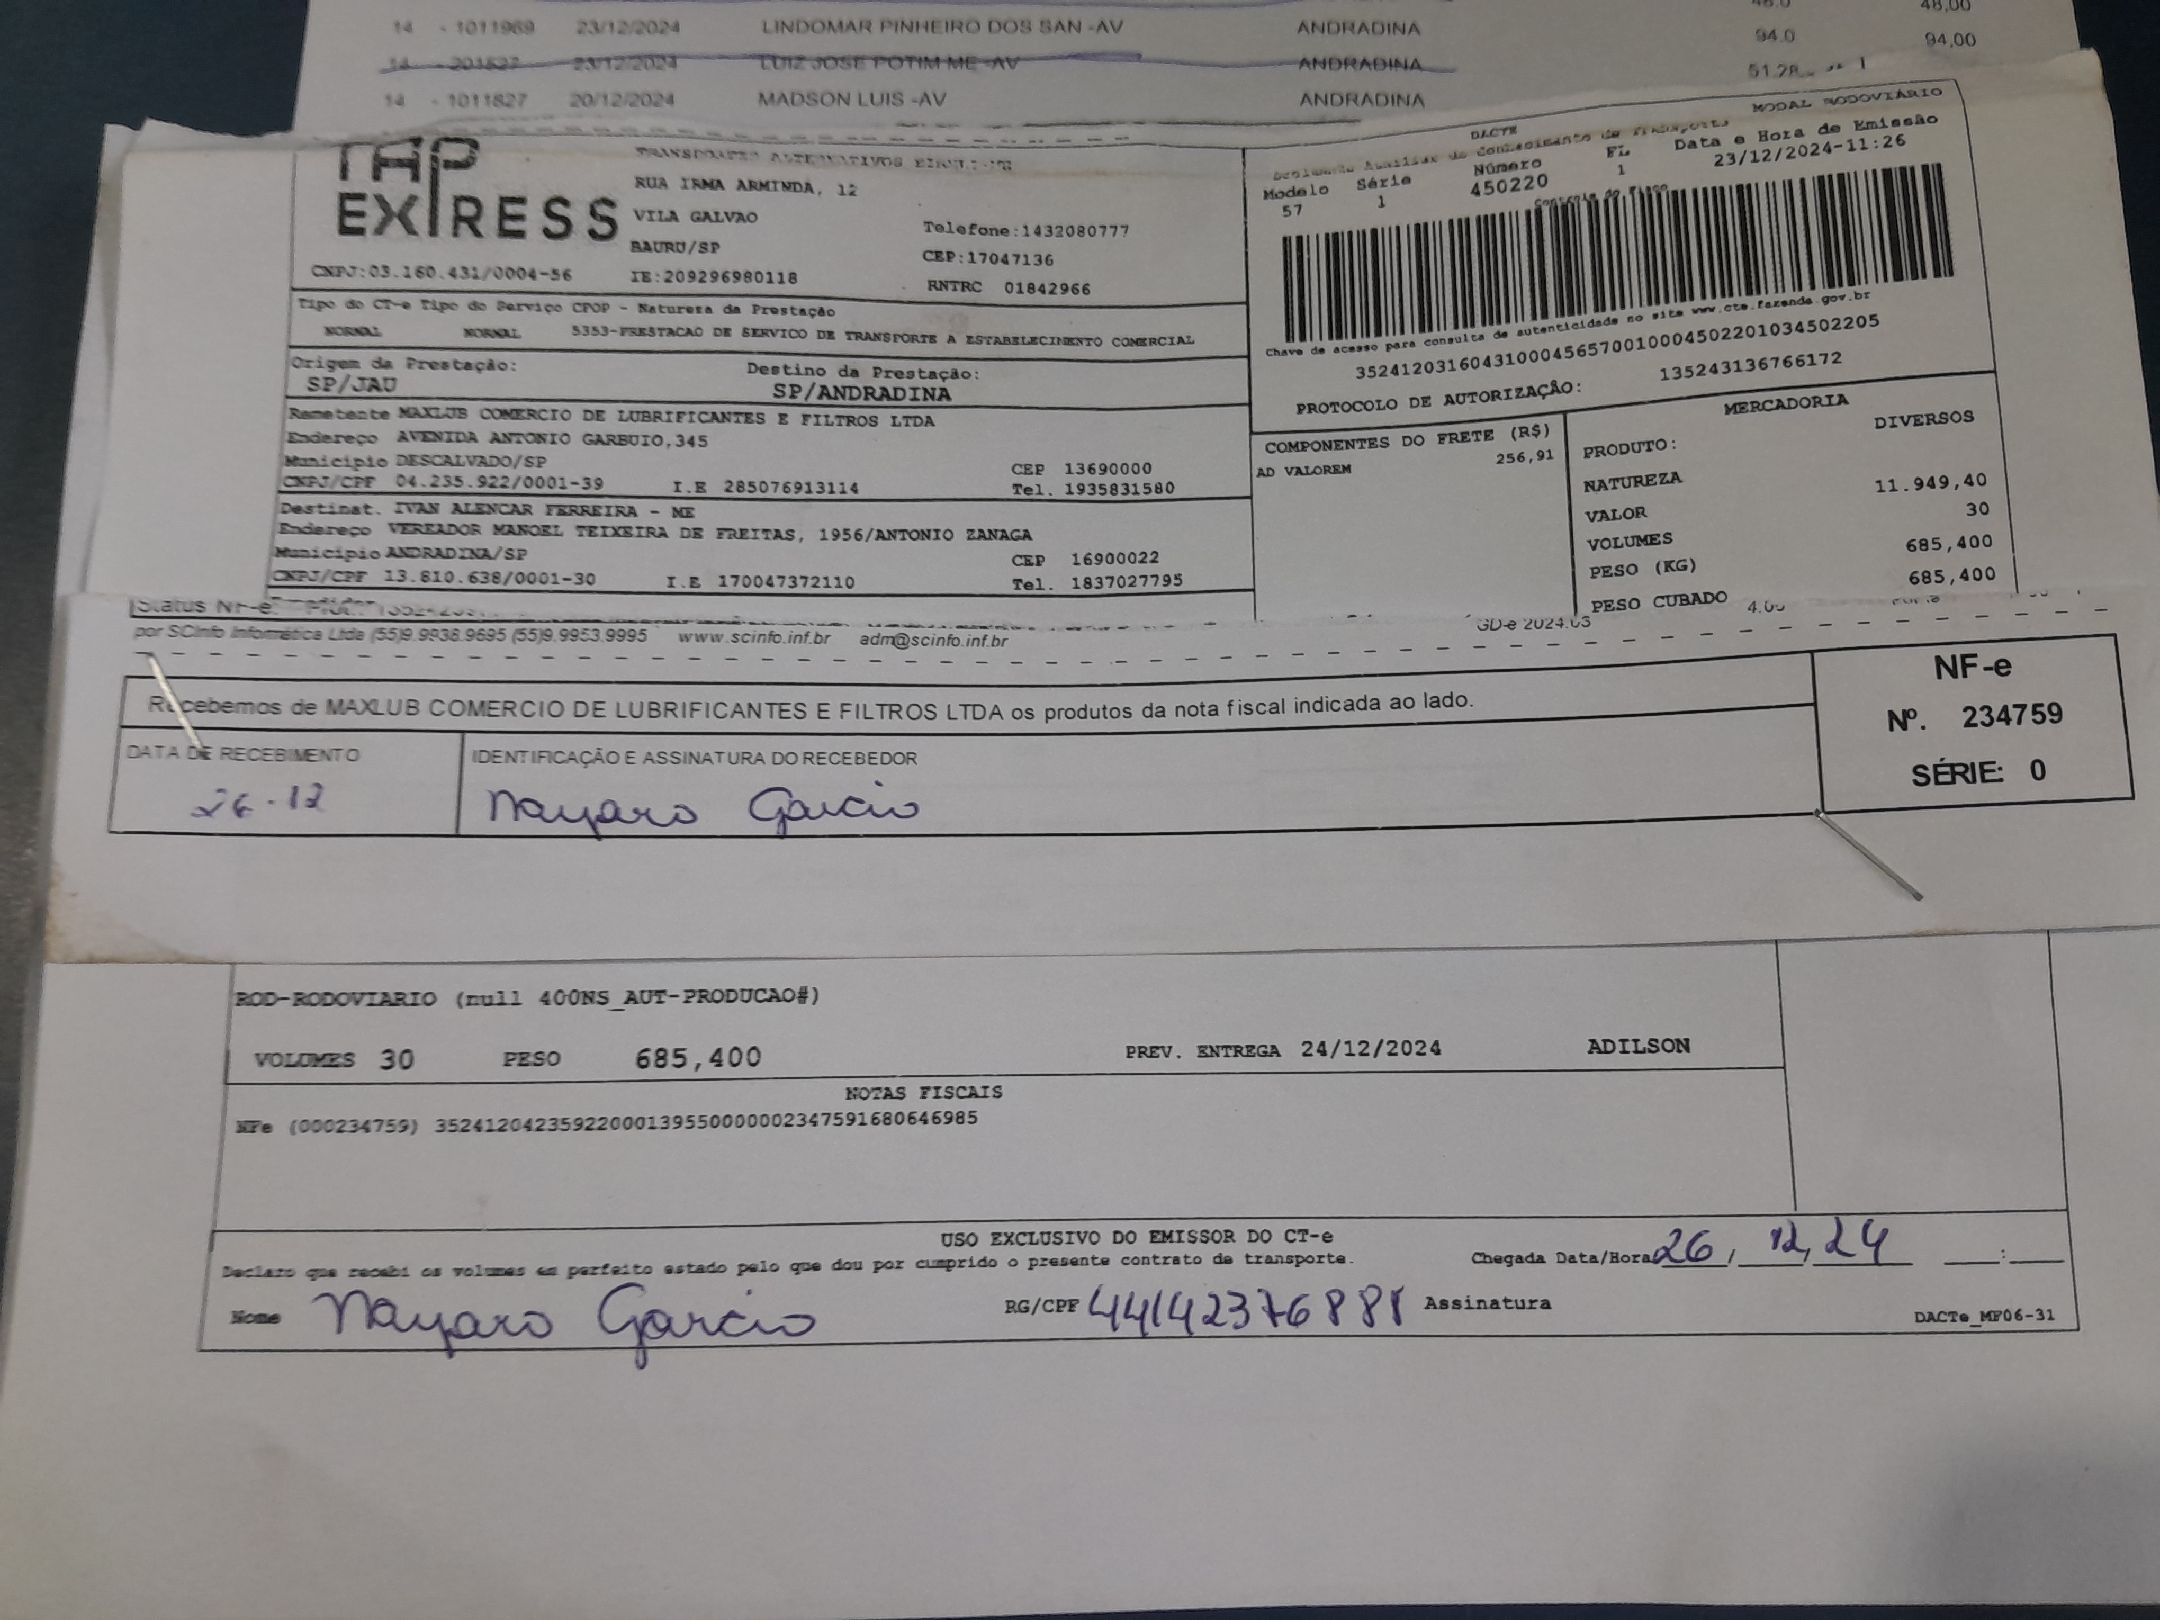 48,00
14 - 1011969 23/12/2024 LINDOMAR PINHEIRO DOS SAN -AV ANDRADINA 94.0 94,00
14 - 201527 23/12/2024 LUIZ JOSE POTIM ME -AV ANDRADINA 51.28
14 - 1011827 20/12/2024 MADSON LUIS -AV ANDRADINA
TAP EXPRESS
RUA IRMA ARMINDA, 12
VILA GALVAO Telefone:1432080777
BAURU/SP CEP:17047136
CNPJ:03.160.431/0004-56 IE:209296980118 RNTRC 01842966
DACTE MODAL RODOVIÁRIO
Modelo Série Número FL Data e Hora de Emissão
57 1 450220 1 23/12/2024-11:26
Controle do Fisco
Chave de acesso para consulta de autenticidade no site www.cte.fazenda.gov.br
35241203160431000456570010004502201034502205
PROTOCOLO DE AUTORIZAÇÃO: 135243136766172
Tipo do CT-e Tipo do Serviço CFOP - Natureza da Prestação
NORMAL NORMAL 5353-PRESTACAO DE SERVICO DE TRANSPORTE A ESTABELECIMENTO COMERCIAL
Origem da Prestação: Destino da Prestação:
SP/JAU SP/ANDRADINA
Remetente MAXLUB COMERCIO DE LUBRIFICANTES E FILTROS LTDA
Endereço AVENIDA ANTONIO GARBUIO,345
Municipio DESCALVADO/SP CEP 13690000
CNPJ/CPF 04.235.922/0001-39 I.E 285076913114 Tel. 1935831580
Destinat. IVAN ALENCAR FERREIRA - ME
Endereço VEREADOR MANOEL TEIXEIRA DE FREITAS, 1956/ANTONIO ZANAGA
Municipio ANDRADINA/SP CEP 16900022
CNPJ/CPF 13.810.638/0001-30 I.E 170047372110 Tel. 1837027795
COMPONENTES DO FRETE (R$)
AD VALOREM 256,91
MERCADORIA
PRODUTO: DIVERSOS
NATUREZA
VALOR 11.949,40
VOLUMES 30
PESO (KG) 685,400
PESO CUBADO 685,400
Status NF-e:
por SCInfo Informática Ltda (55)9.9938.9695 (55)9.9953.9995 www.scinfo.inf.br adm@scinfo.inf.br GD-e 2024.03
Recebemos de MAXLUB COMERCIO DE LUBRIFICANTES E FILTROS LTDA os produtos da nota fiscal indicada ao lado.
NF-e
Nº. 234759
SÉRIE: 0
DATA DE RECEBIMENTO IDENTIFICAÇÃO E ASSINATURA DO RECEBEDOR
26.12 Nayara Garcia
ROD-RODOVIARIO (null 400NS_AUT-PRODUCAO#)
VOLUMES 30 PESO 685,400 PREV. ENTREGA 24/12/2024 ADILSON
NOTAS FISCAIS
NFe (000234759) 35241204235922000139550000002347591680646985
USO EXCLUSIVO DO EMISSOR DO CT-e
Declaro que recebi os volumes em perfeito estado pelo que dou por cumprido o presente contrato de transporte. Chegada Data/Hora 26/12/24 __:__
Nome Nayara Garcia RG/CPF 44142376881 Assinatura
DACTe_MF06-31